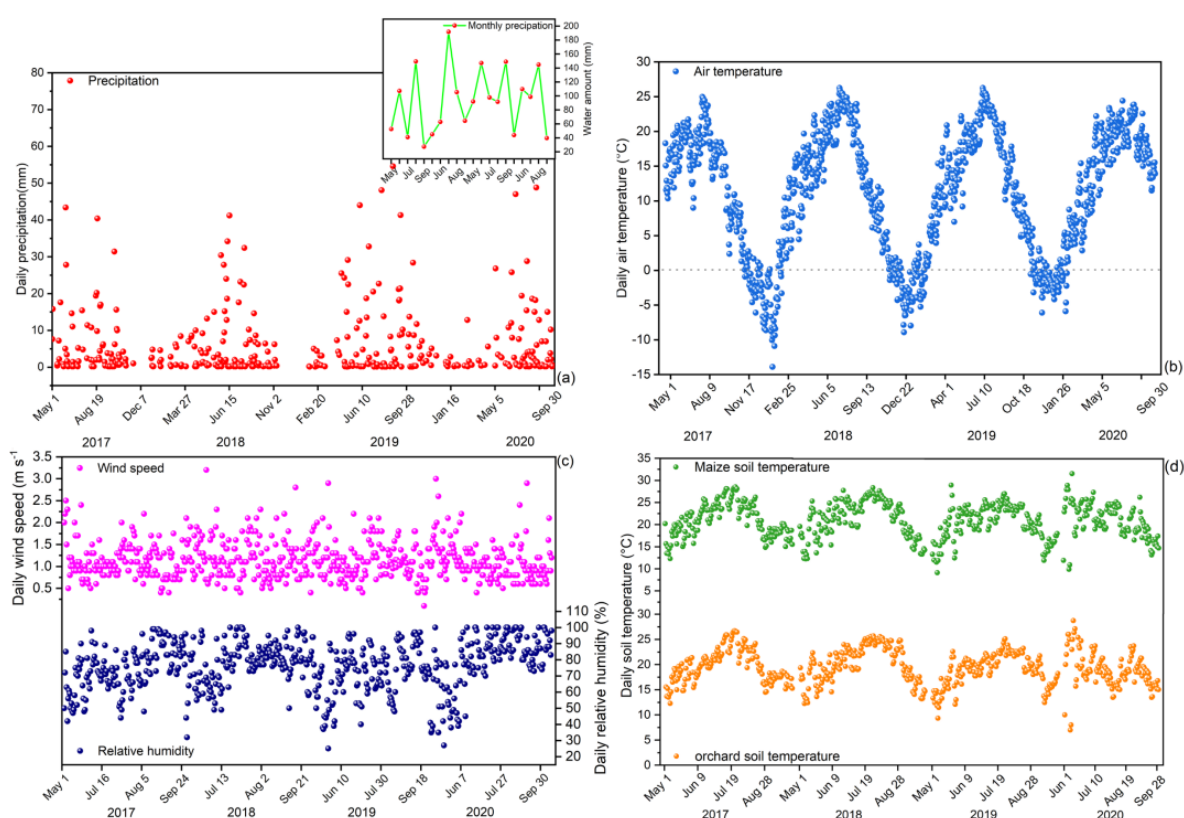 Monthly precipation
200
180
160
140
120
100
80
60
40
20
Water amount (mm)
May
Jul
Sep
Jun
Aug
May
Jul
Sep
Jun
Aug
Precipitation
80
70
60
50
40
30
20
10
0
Daily precipitation(mm)
(a)
May 1
Aug 19
Dec 7
Mar 27
Jun 15
Nov 2
Feb 20
Jun 10
Sep 28
Jan 16
May 5
Sep 30
2017
2018
2019
2020
Air temperature
30
25
20
15
10
5
0
-5
-10
-15
Daily air temperature (°C)
(b)
May 1
Aug 9
Nov 17
Feb 25
Jun 5
Sep 13
Dec 22
Apr 1
Jul 10
Oct 18
Jan 26
May 5
Sep 30
2017
2018
2019
2020
Wind speed
(c)
3.5
3.0
2.5
2.0
1.5
1.0
0.5
Daily wind speed (m s⁻¹)
110
100
90
80
70
60
50
40
30
20
Daily relative humidity (%)
Relative humidity
May 1
Jul 16
Aug 5
Sep 24
Jul 13
Aug 2
Sep 21
Jun 10
Jul 30
Sep 18
Jun 7
Jul 27
Sep 30
2017
2018
2019
2020
Maize soil temperature
(d)
35
30
25
20
15
10
5
25
20
15
10
5
0
Daily soil temperature (°C)
Daily soil temperature (°C)
orchard soil temperature
May 1
Jun 9
Jul 19
Aug 28
May 1
Jun 9
Jul 19
Aug 28
May 1
Jun 9
Jul 19
Aug 28
Jun 1
Jul 10
Aug 19
Sep 28
2017
2018
2019
2020